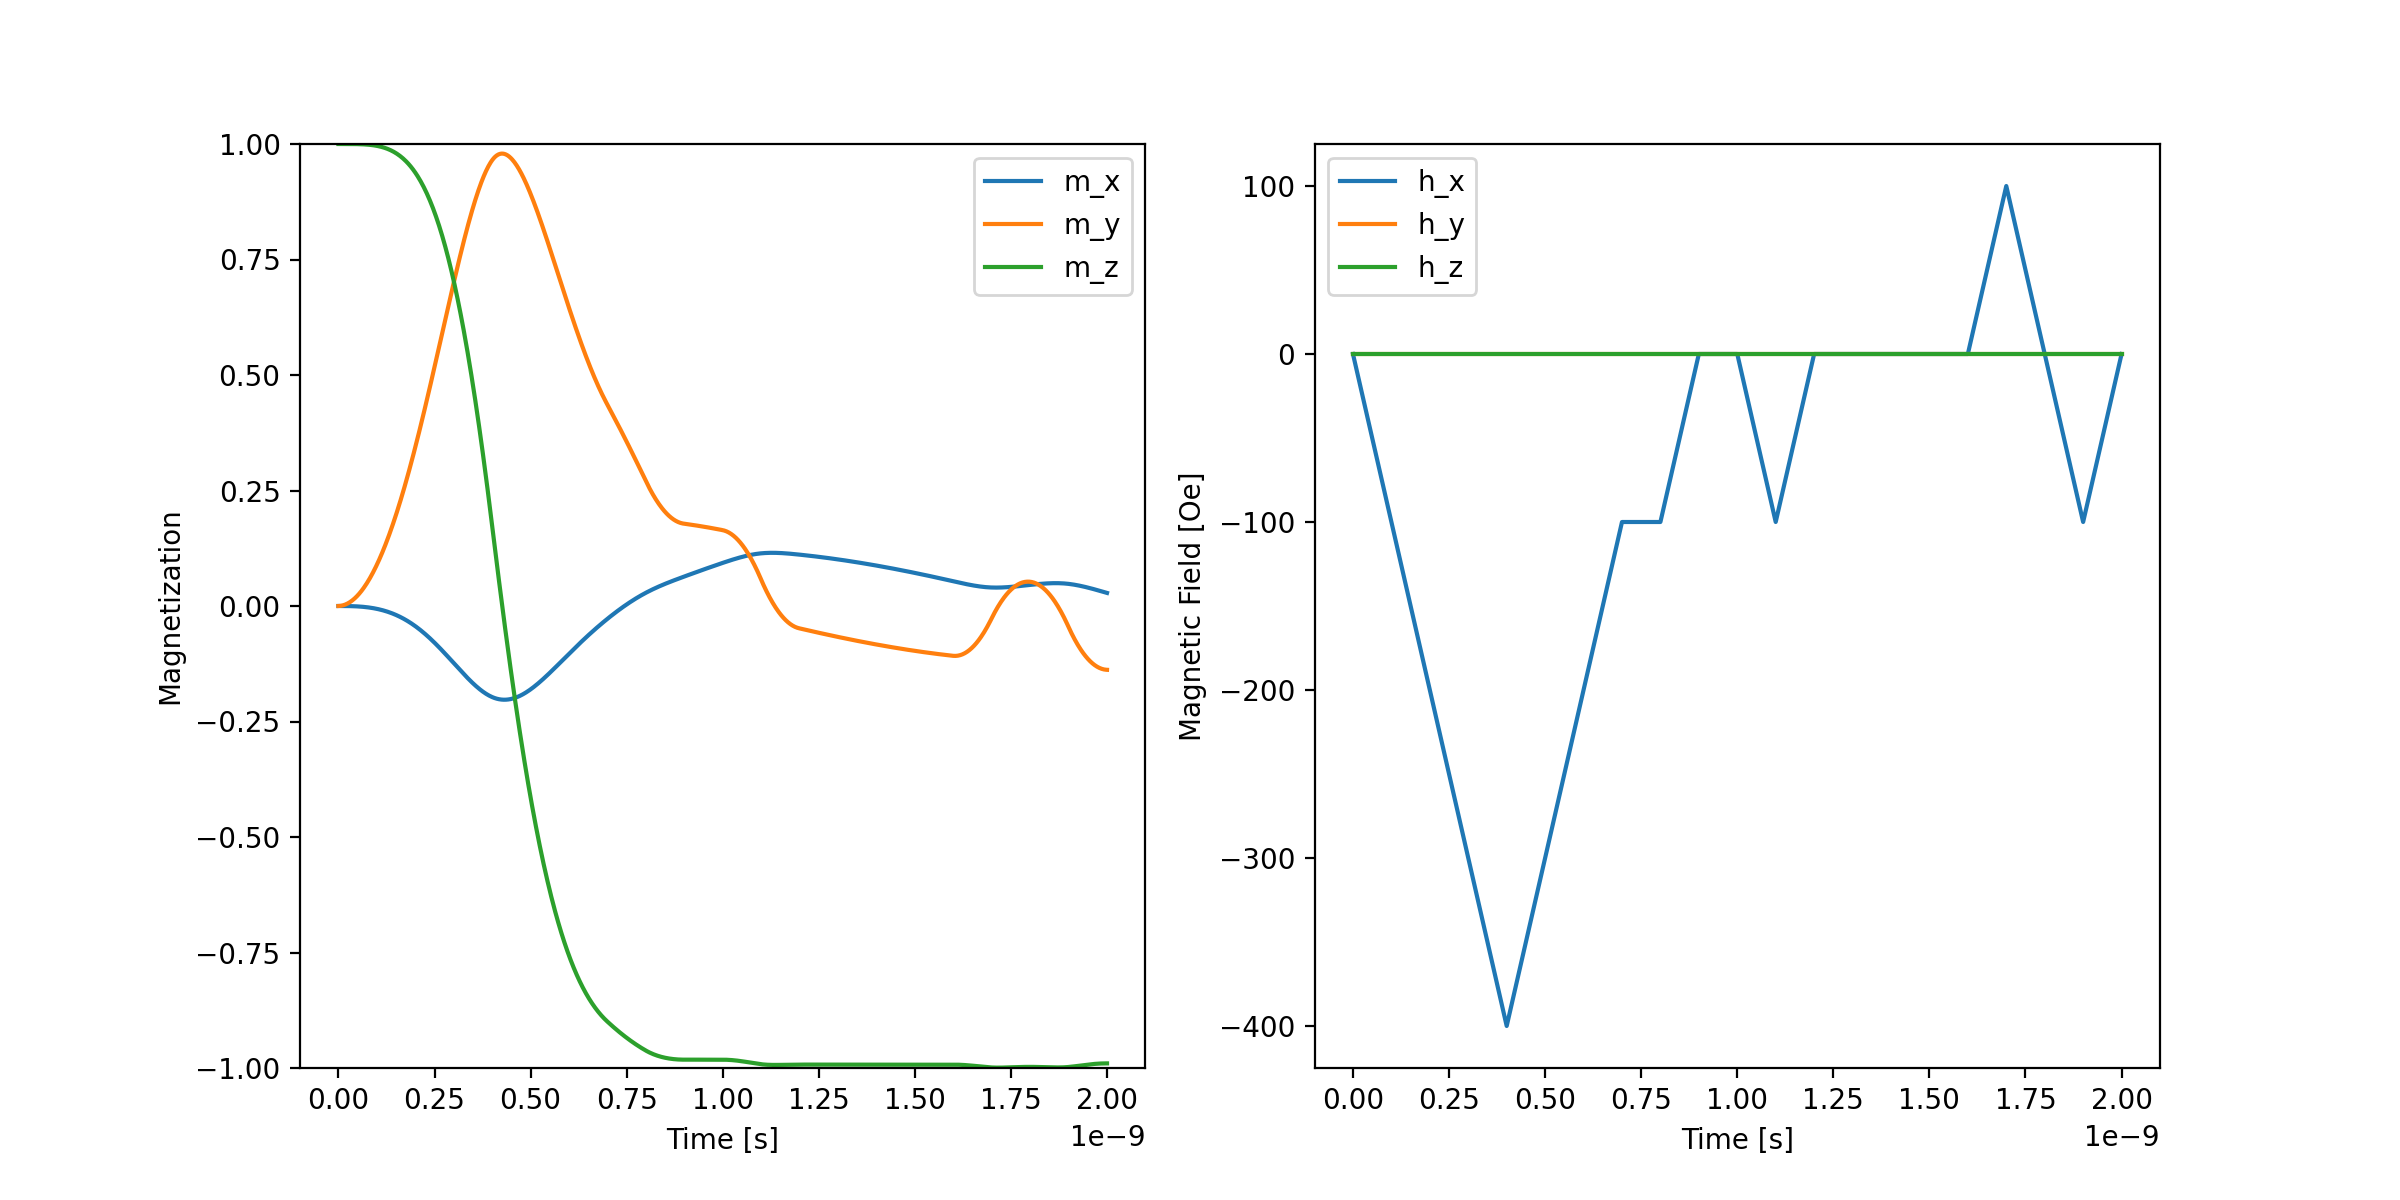 Magnetization
1.00
0.75
0.50
0.25
0.00
−0.25
−0.50
−0.75
−1.00
m_x
m_y
m_z
0.00 0.25 0.50 0.75 1.00 1.25 1.50 1.75 2.00
Time [s]
1e−9
Magnetic Field [Oe]
100
0
−100
−200
−300
−400
h_x
h_y
h_z
0.00 0.25 0.50 0.75 1.00 1.25 1.50 1.75 2.00
Time [s]
1e−9